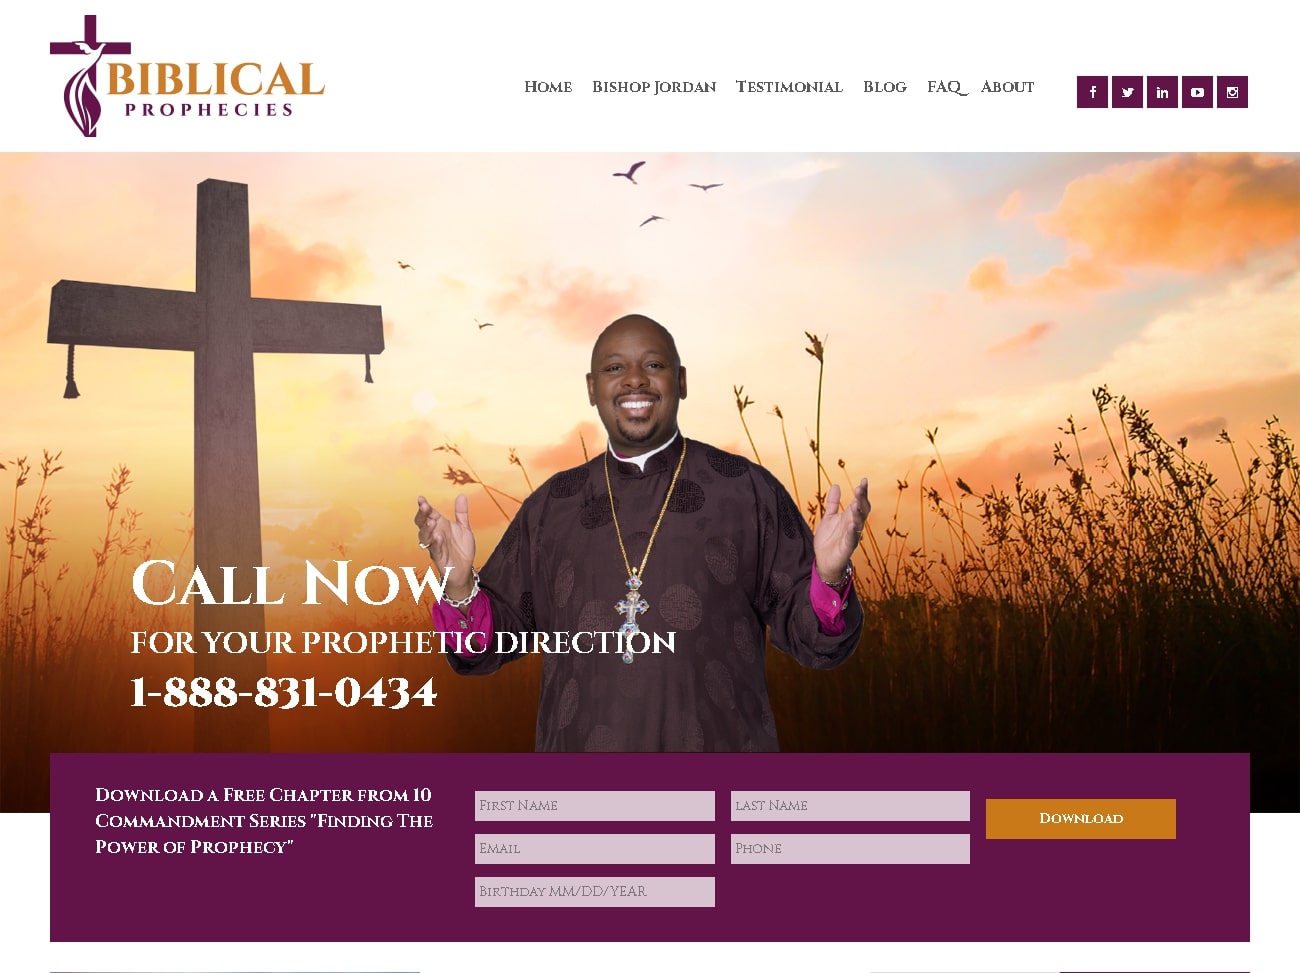 BIBLICAL
PROPHECIES
Home Bishop Jordan Testimonial Blog FAQ About
Call Now
for your prophetic direction
1-888-831-0434
Download a Free Chapter from 10
Commandment Series "Finding The
Power of Prophecy"
First Name
last Name
Download
Email
Phone
Birthday MM/DD/YEAR